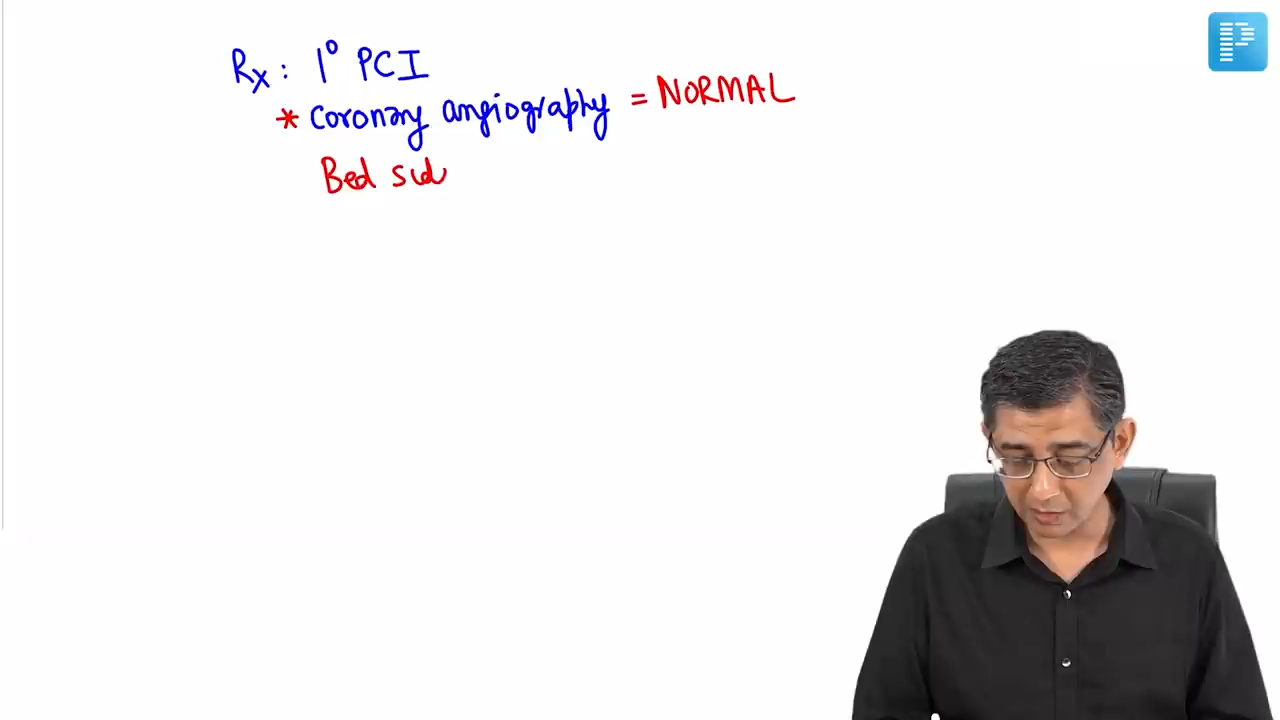 Rx: 1° PCI
* Coronary angiography = NORMAL
Bed sid